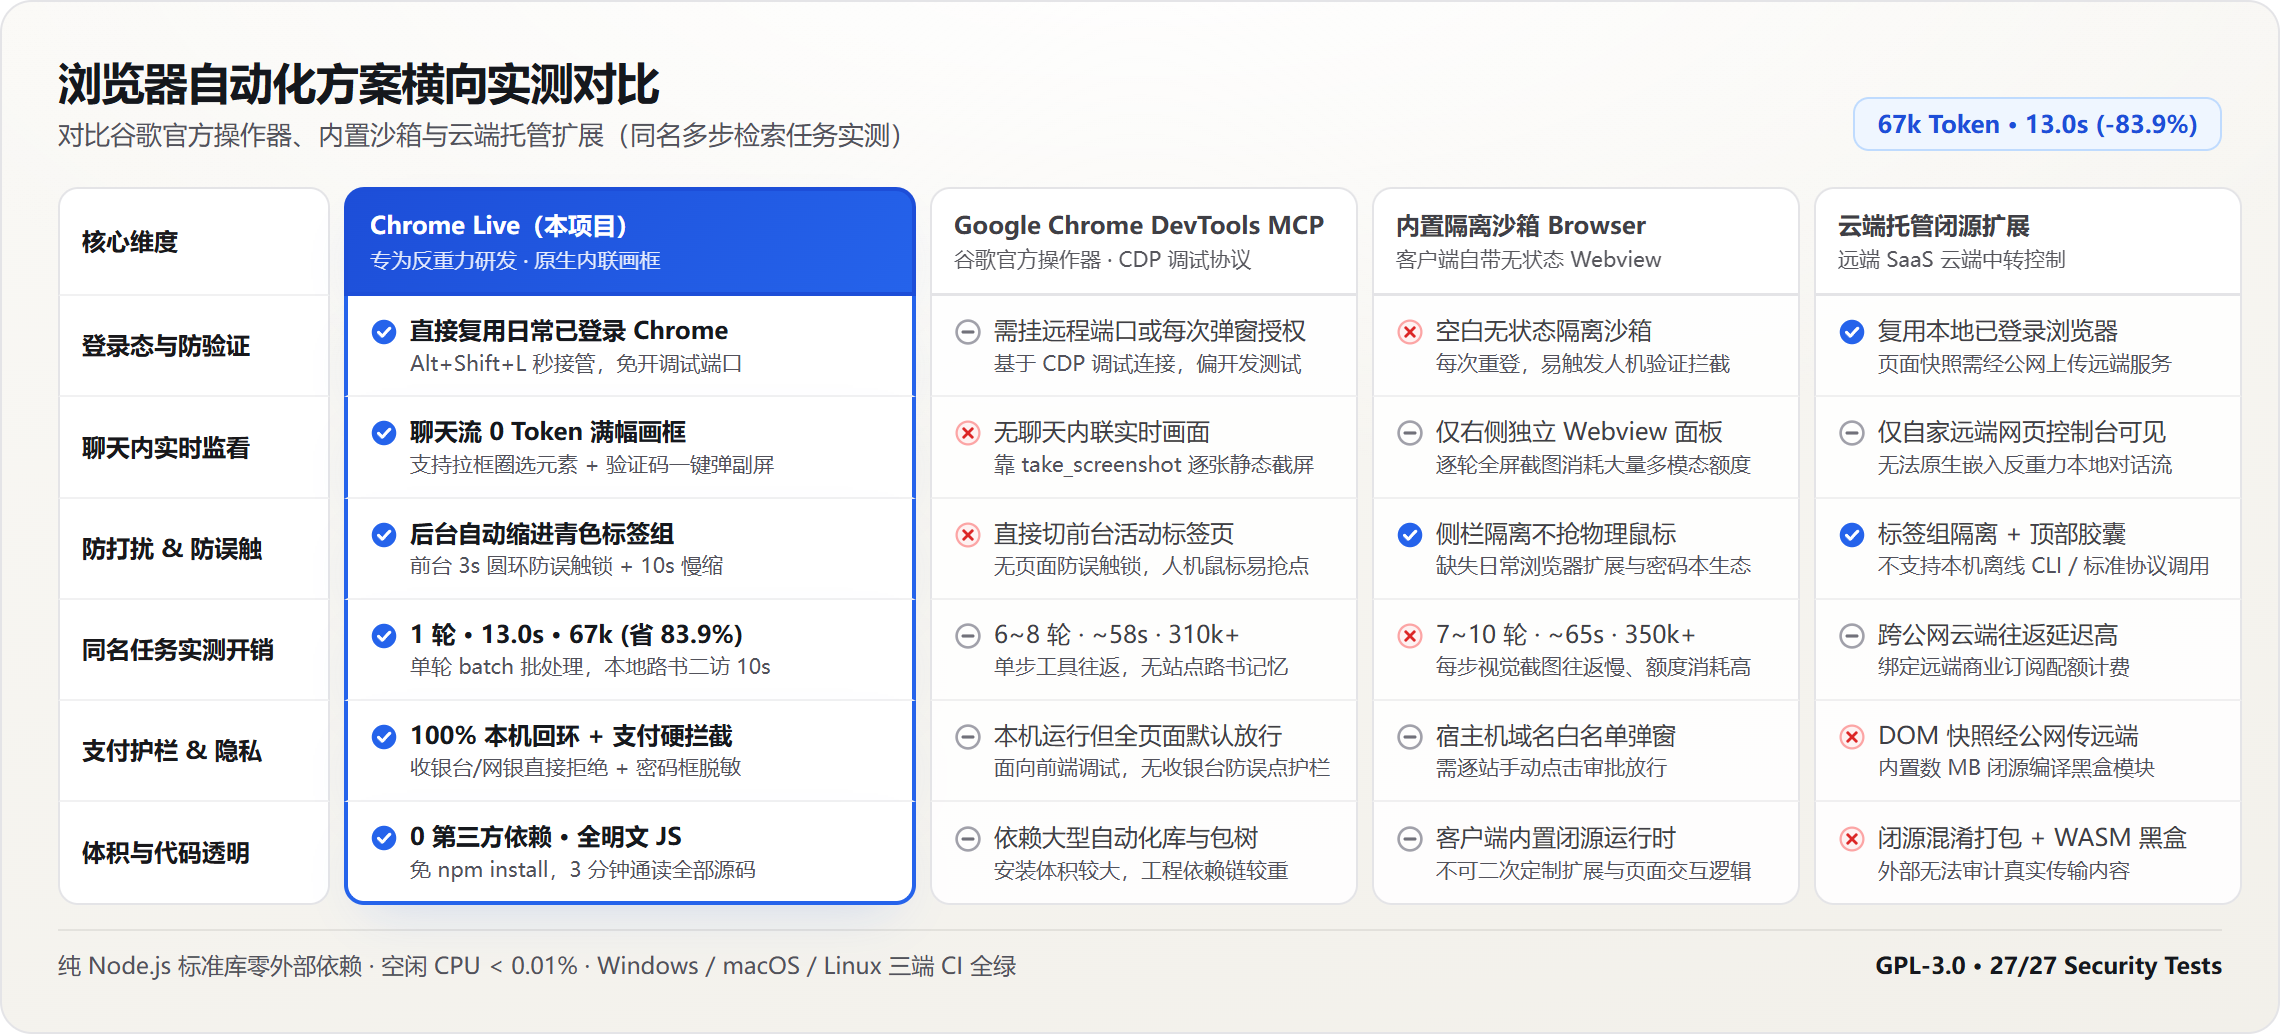 浏览器自动化方案横向实测对比
对比谷歌官方操作器、内置沙箱与云端托管扩展（同名多步检索任务实测）
67k Token • 13.0s (-83.9%)
核心维度
Chrome Live（本项目）
专为反重力研发 · 原生内联画框
Google Chrome DevTools MCP
谷歌官方操作器 · CDP 调试协议
内置隔离沙箱 Browser
客户端自带无状态 Webview
云端托管闭源扩展
远端 SaaS 云端中转控制
登录态与防验证
直接复用日常已登录 Chrome
Alt+Shift+L 秒接管，免开调试端口
需挂远程端口或每次弹窗授权
基于 CDP 调试连接，偏开发测试
空白无状态隔离沙箱
每次重登，易触发人机验证拦截
复用本地已登录浏览器
页面快照需经公网上传远端服务
聊天内实时监看
聊天流 0 Token 满幅画框
支持拉框圈选元素 + 验证码一键弹副屏
无聊天内联实时画面
靠 take_screenshot 逐张静态截屏
仅右侧独立 Webview 面板
逐轮全屏截图消耗大量多模态额度
仅自家远端网页控制台可见
无法原生嵌入反重力本地对话流
防打扰 & 防误触
后台自动缩进青色标签组
前台 3s 圆环防误触锁 + 10s 慢缩
直接切前台活动标签页
无页面防误触锁，人机鼠标易抢点
侧栏隔离不抢物理鼠标
缺失日常浏览器扩展与密码本生态
标签组隔离 + 顶部胶囊
不支持本机离线 CLI / 标准协议调用
同名任务实测开销
1 轮 • 13.0s • 67k (省 83.9%)
单轮 batch 批处理，本地路书二访 10s
6~8 轮 · ~58s · 310k+
单步工具往返，无站点路书记忆
7~10 轮 · ~65s · 350k+
每步视觉截图往返慢、额度消耗高
跨公网云端往返延迟高
绑定远端商业订阅配额计费
支付护栏 & 隐私
100% 本机回环 + 支付硬拦截
收银台/网银直接拒绝 + 密码框脱敏
本机运行但全页面默认放行
面向前端调试，无收银台防误点护栏
宿主机域名白名单弹窗
需逐站手动点击审批放行
DOM 快照经公网传远端
内置数 MB 闭源编译黑盒模块
体积与代码透明
0 第三方依赖 • 全明文 JS
免 npm install，3 分钟通读全部源码
依赖大型自动化库与包树
安装体积较大，工程依赖链较重
客户端内置闭源运行时
不可二次定制扩展与页面交互逻辑
闭源混淆打包 + WASM 黑盒
外部无法审计真实传输内容
纯 Node.js 标准库零外部依赖 · 空闲 CPU < 0.01% · Windows / macOS / Linux 三端 CI 全绿
GPL-3.0 • 27/27 Security Tests